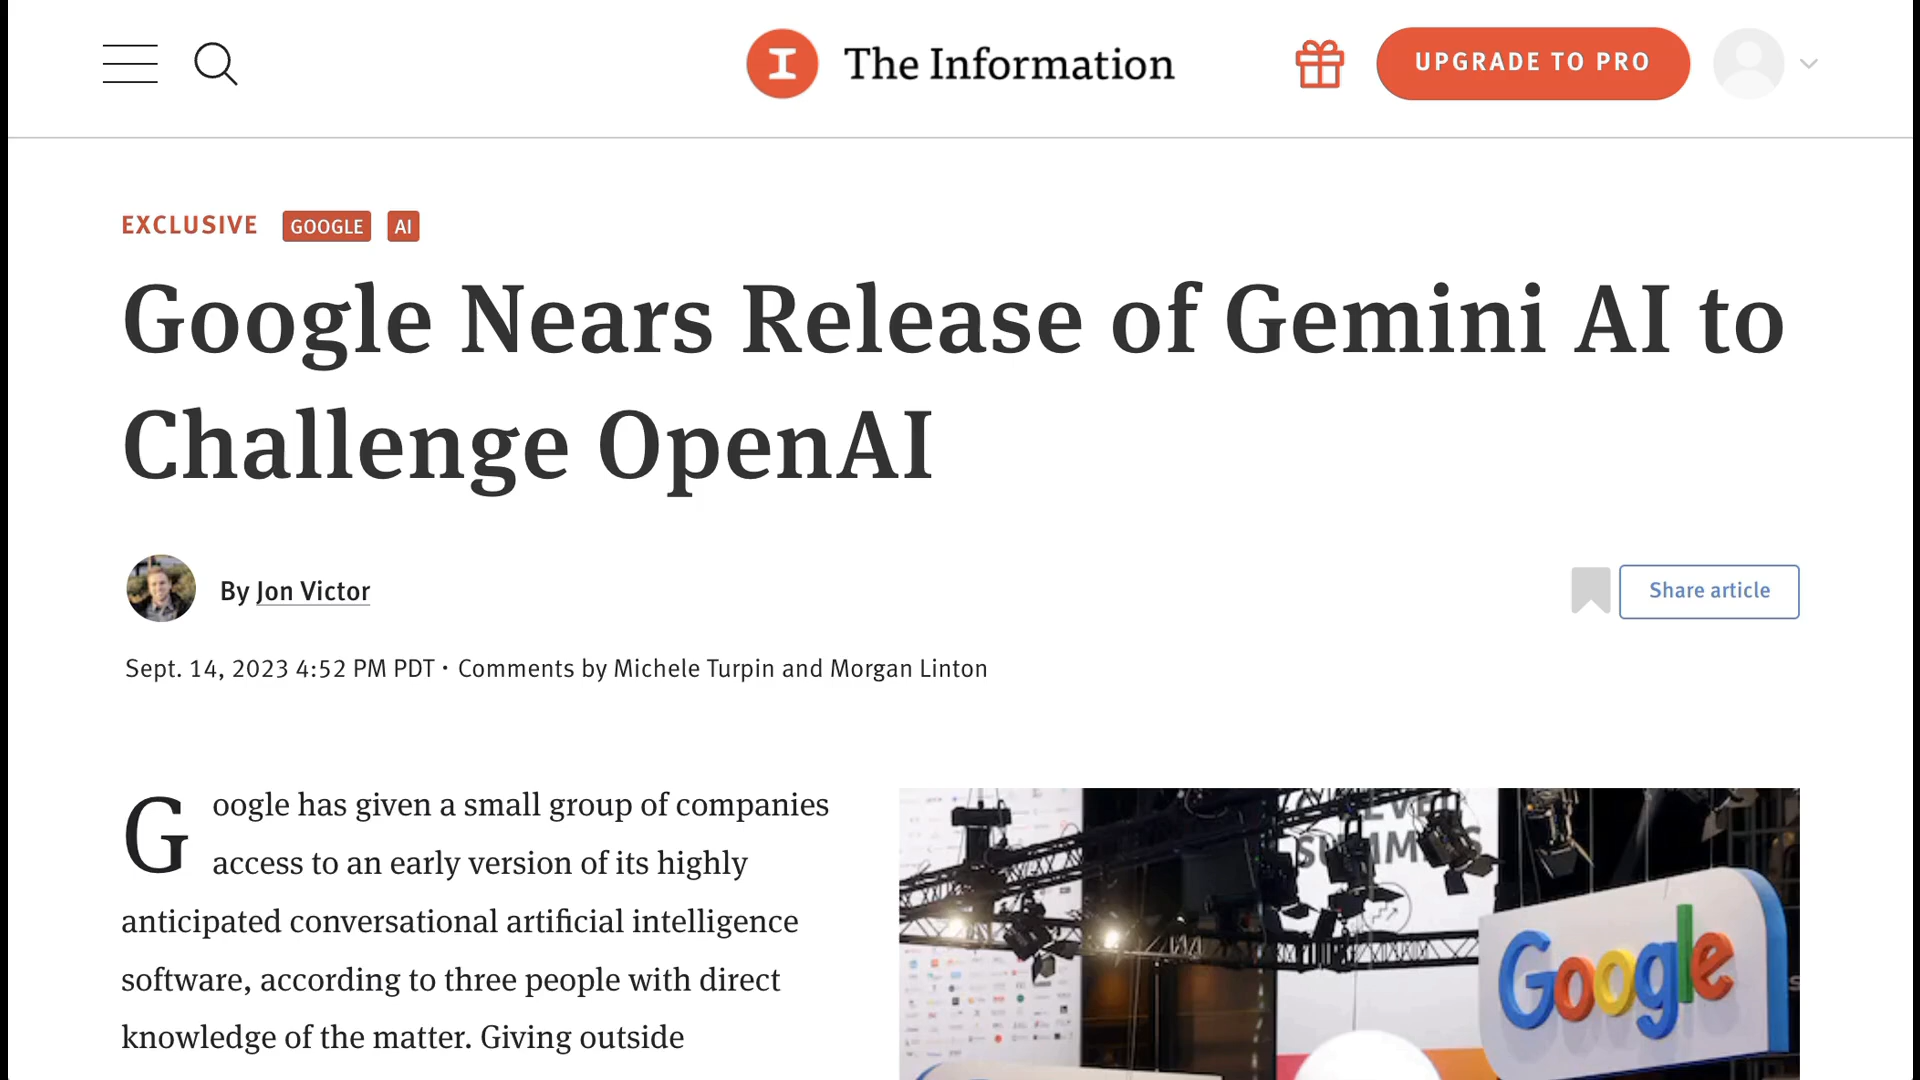 The Information
UPGRADE TO PRO
EXCLUSIVE GOOGLE AI
Google Nears Release of Gemini AI to
Challenge OpenAI
By Jon Victor
Share article
Sept. 14, 2023 4:52 PM PDT • Comments by Michele Turpin and Morgan Linton
Google has given a small group of companies
access to an early version of its highly
anticipated conversational artificial intelligence
software, according to three people with direct
knowledge of the matter. Giving outside
Google